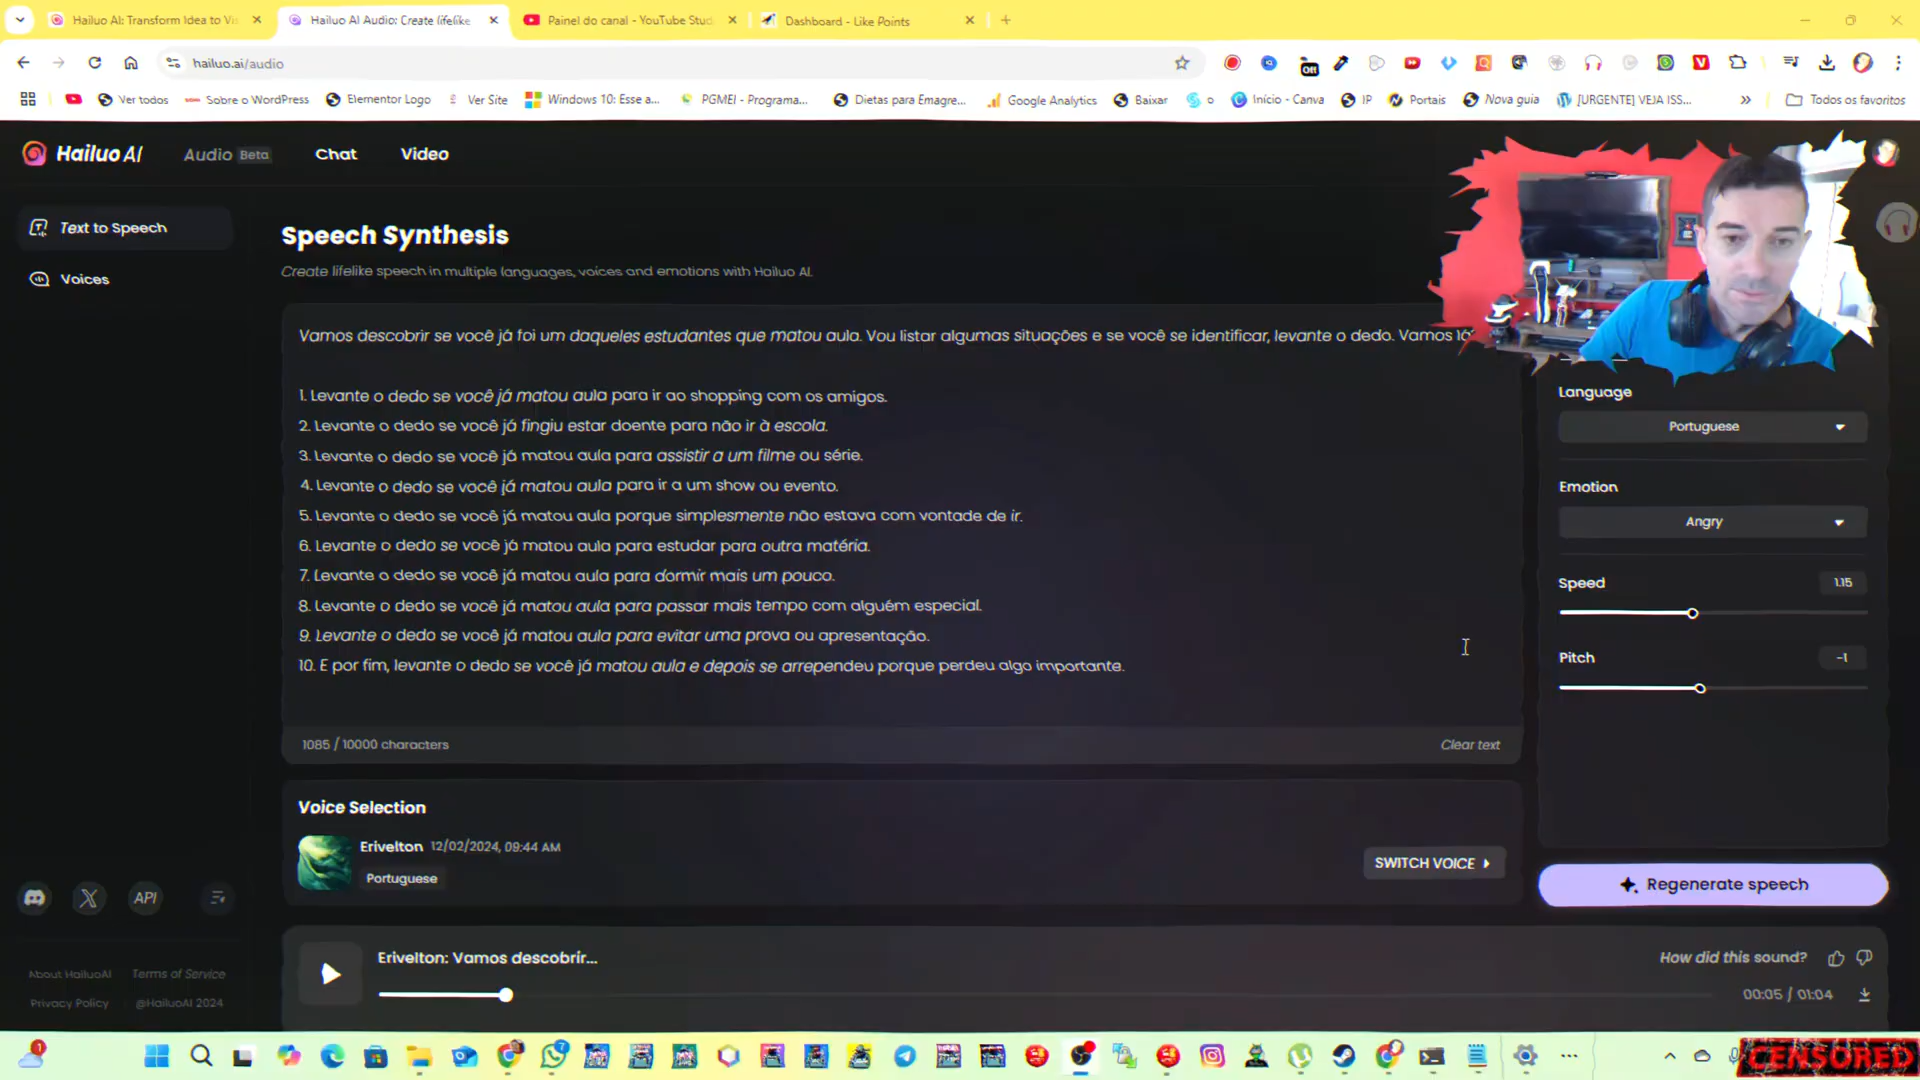 Hailuo AI: Transform Idea to Vis
Hailuo AI Audio: Create lifelike
Painel do canal - YouTube Stud
Dashboard - Like Points
hailuo.ai/audio
Off
Ver todos
Sobre o WordPress
Elementor Logo
Ver Site
Windows 10: Esse a...
PGMEI - Programa...
Dietas para Emagre...
Google Analytics
Baixar
o
Início - Canva
IP
Portais
Nova guia
[URGENTE] VEJA ISS...
»
Todos os favoritos
Hailuo AI
Audio Beta
Chat
Video
Text to Speech
Voices
Speech Synthesis
Create lifelike speech in multiple languages, voices and emotions with Hailuo AI.
Vamos descobrir se você já foi um daqueles estudantes que matou aula. Vou listar algumas situações e se você se identificar, levante o dedo. Vamos lá
1. Levante o dedo se você já matou aula para ir ao shopping com os amigos.
2. Levante o dedo se você já fingiu estar doente para não ir à escola.
3. Levante o dedo se você já matou aula para assistir a um filme ou série.
4. Levante o dedo se você já matou aula para ir a um show ou evento.
5. Levante o dedo se você já matou aula porque simplesmente não estava com vontade de ir.
6. Levante o dedo se você já matou aula para estudar para outra matéria.
7. Levante o dedo se você já matou aula para dormir mais um pouco.
8. Levante o dedo se você já matou aula para passar mais tempo com alguém especial.
9. Levante o dedo se você já matou aula para evitar uma prova ou apresentação.
10. E por fim, levante o dedo se você já matou aula e depois se arrependeu porque perdeu algo importante.
1085 / 10000 characters
Clear text
Language
Portuguese
Emotion
Angry
Speed
1.15
Pitch
-1
Voice Selection
Erivelton 12/02/2024, 09:44 AM
Portuguese
SWITCH VOICE
Regenerate speech
API
About HailuoAI
Terms of Service
Privacy Policy
@HailuoAI 2024
Erivelton: Vamos descobrir...
How did this sound?
00:05 / 01:04
CENSORED